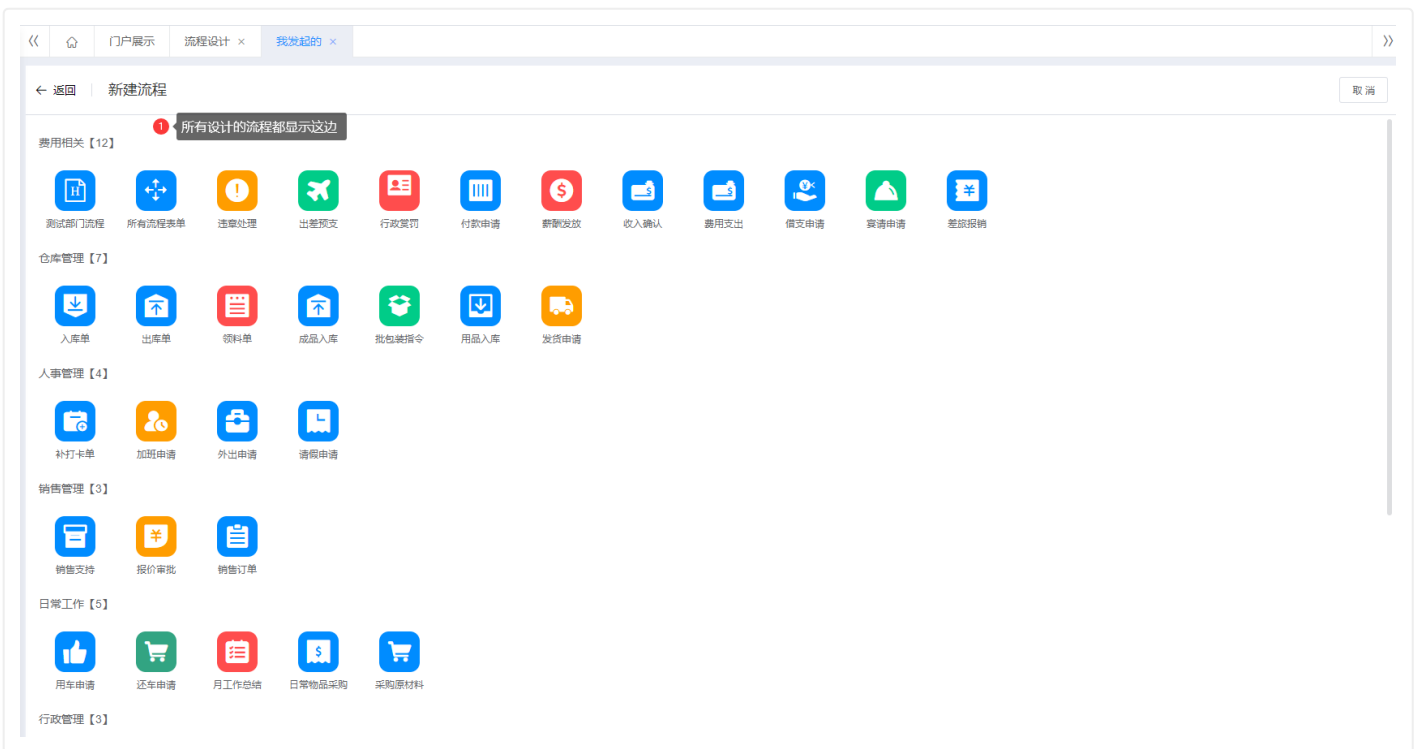 门户展示 流程设计 × 我发起的 ×
返回 新建流程 取消
1 所有设计的流程都显示这边
费用相关【12】
测试部门流程 所有流程表单 违章处理 出差预支 行政赏罚 付款申请 薪酬发放 收入确认 费用支出 借支申请 宴请申请 差旅报销
仓库管理【7】
入库单 出库单 领料单 成品入库 批包装指令 用品入库 发货申请
人事管理【4】
补打卡单 加班申请 外出申请 请假申请
销售管理【3】
销售支持 报价审批 销售订单
日常工作【5】
用车申请 还车申请 月工作总结 日常物品采购 采购原材料
行政管理【3】